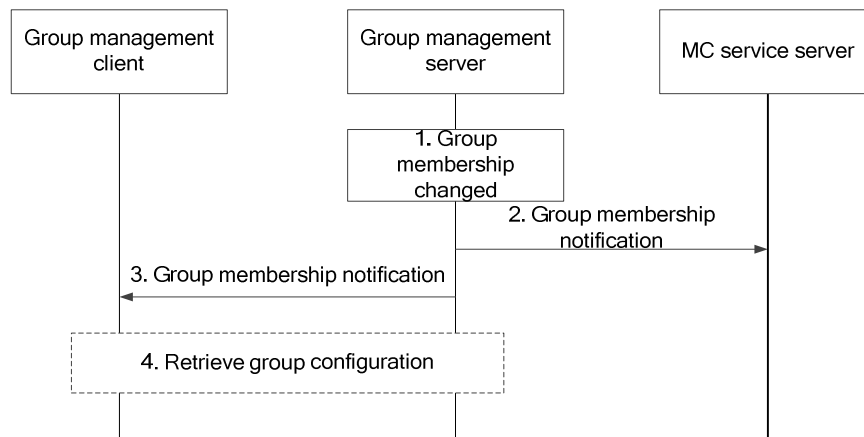 Group management
client
Group management
server
MC service server
1. Group
membership
changed
2. Group membership
notification
3. Group membership notification
4. Retrieve group configuration